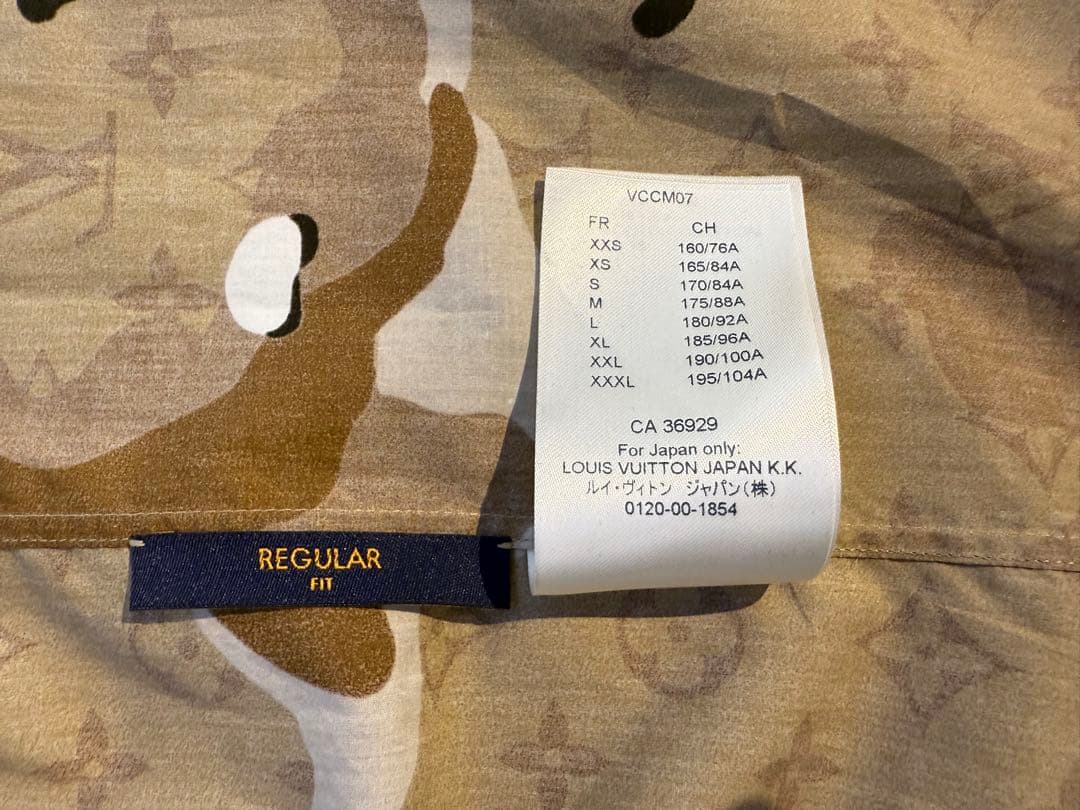 VCCM07
FR CH
XXS 160/76A
XS 165/84A
S 170/84A
M 175/88A
L 180/92A
XL 185/96A
XXL 190/100A
XXXL 195/104A
CA 36929
For Japan only:
LOUIS VUITTON JAPAN K.K.
ルイ・ヴィトン ジャパン(株)
0120-00-1854
REGULAR
FIT
LV